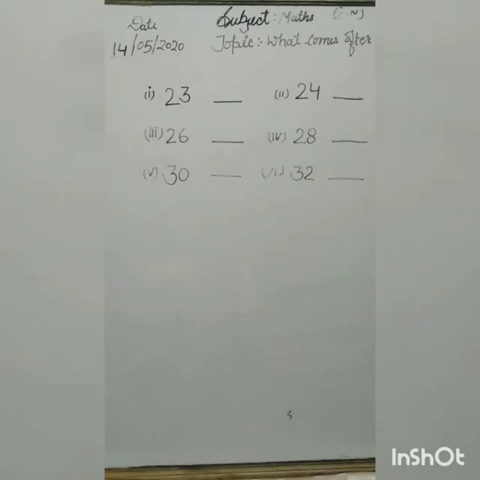 Date Subject: Maths
14/05/2020 Topic:- What comes after
(i) 23 __ (ii) 24 __
(iii) 26 __ (iv) 28 __
(v) 30 __ (vi) 32 __
InShOt